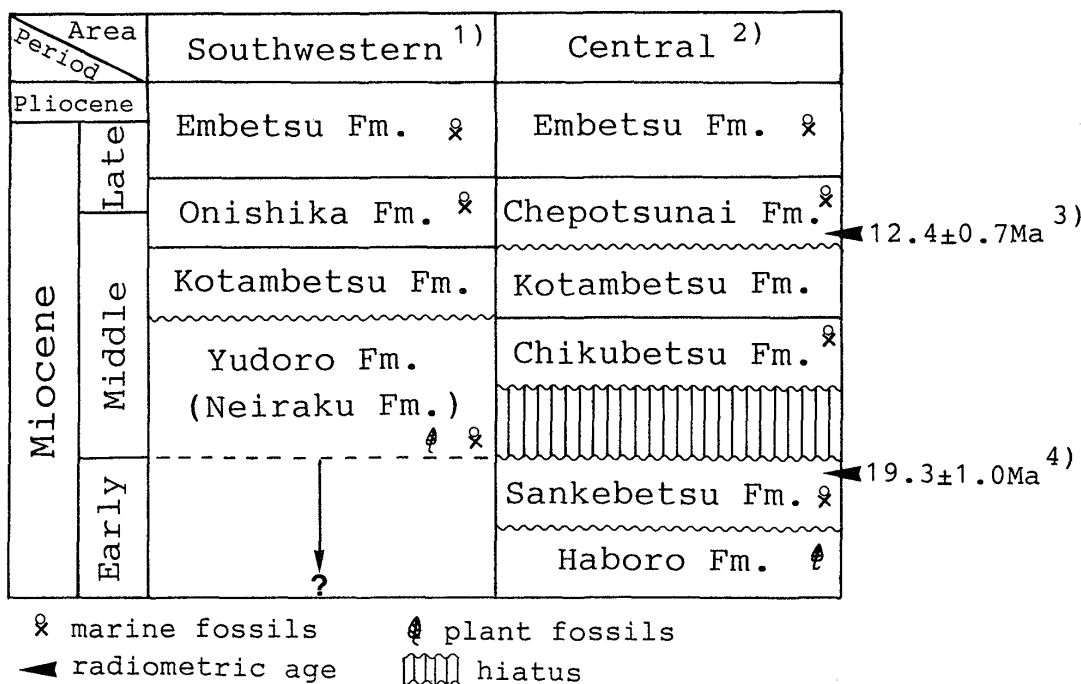 Area
Period
Southwestern 1)
Central 2)
Pliocene
Miocene
Late
Middle
Early
Embetsu Fm.
Embetsu Fm.
Onishika Fm.
Chepotsunai Fm.
12.4±0.7Ma 3)
Kotambetsu Fm.
Kotambetsu Fm.
Yudoro Fm.
(Neiraku Fm.)
Chikubetsu Fm.
19.3±1.0Ma 4)
Sankebetsu Fm.
Haboro Fm.
?
marine fossils
plant fossils
radiometric age
hiatus